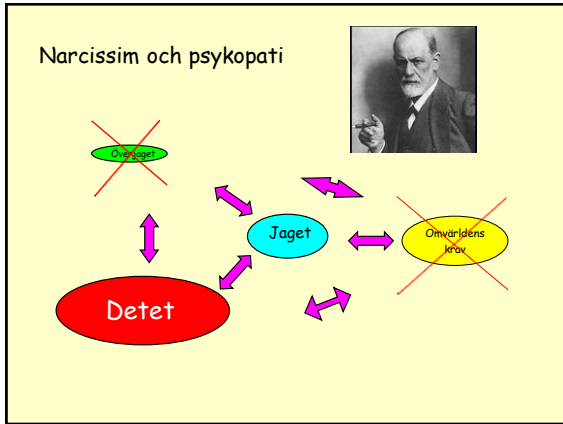 Narcissim och psykopati
Överjaget
Jaget
Omvärldens
krav
Detet